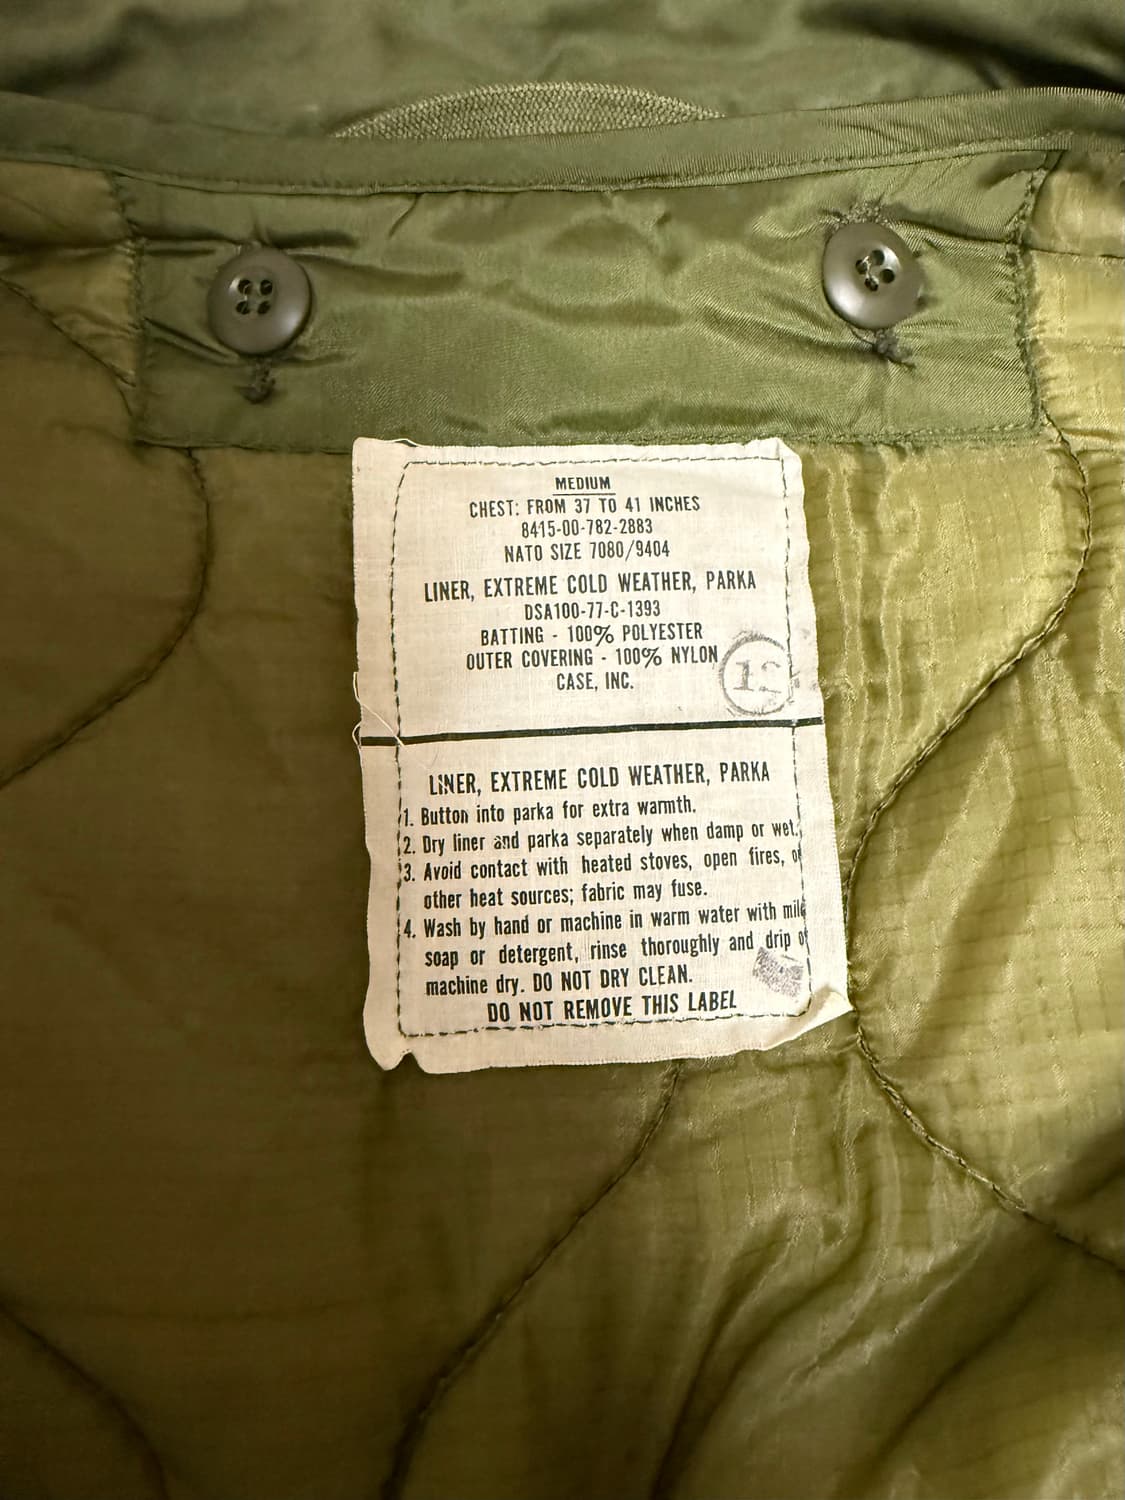 MEDIUM
CHEST: FROM 37 TO 41 INCHES
8415-00-782-2883
NATO SIZE 7080/9404
LINER, EXTREME COLD WEATHER, PARKA
DSA100-77-C-1393
BATTING - 100% POLYESTER
OUTER COVERING - 100% NYLON
CASE, INC.
12
LINER, EXTREME COLD WEATHER, PARKA
1. Button into parka for extra warmth.
2. Dry liner and parka separately when damp or wet.
3. Avoid contact with heated stoves, open fires, or
other heat sources; fabric may fuse.
4. Wash by hand or machine in warm water with mild
soap or detergent, rinse thoroughly and drip or
machine dry. DO NOT DRY CLEAN.
DO NOT REMOVE THIS LABEL